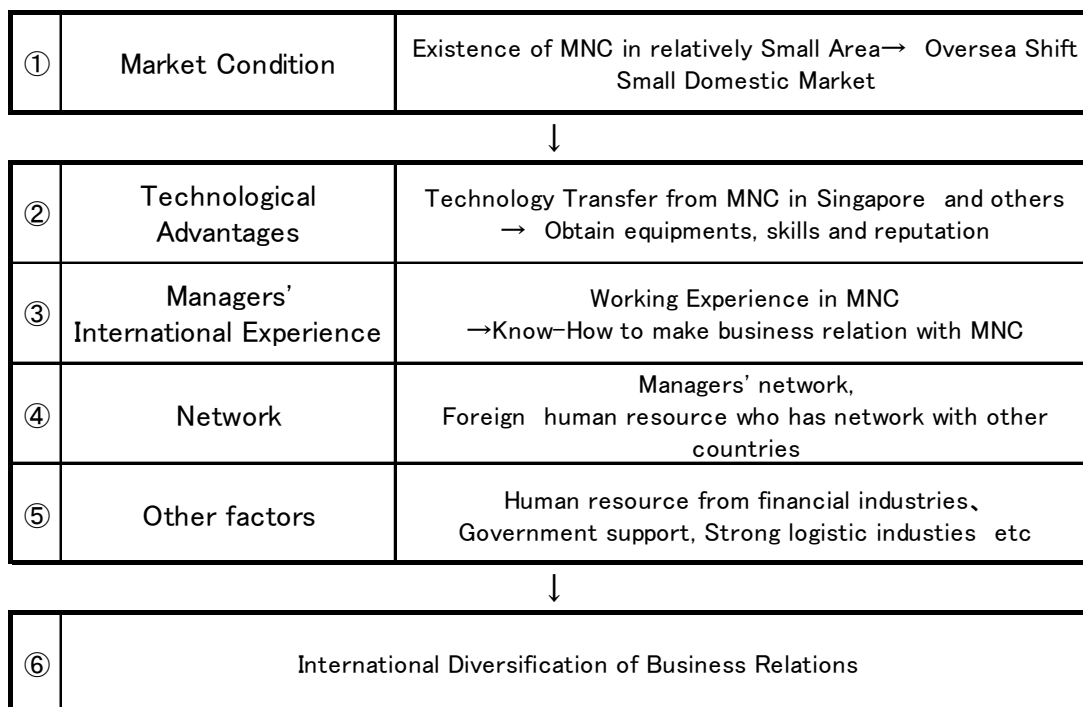 ①
Market Condition
Existence of MNC in relatively Small Area→ Oversea Shift
Small Domestic Market
↓
②
Technological
Advantages
Technology Transfer from MNC in Singapore and others
→ Obtain equipments, skills and reputation
③
Managers’
International Experience
Working Experience in MNC
→Know-How to make business relation with MNC
④
Network
Managers’ network,
Foreign human resource who has network with other
countries
⑤
Other factors
Human resource from financial industries、
Government support, Strong logistic industies etc
↓
⑥
International Diversification of Business Relations